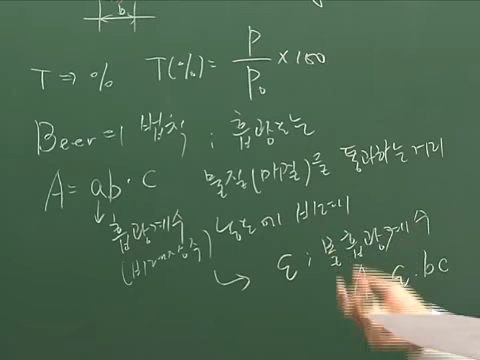 b
T ⇒ %   T(%) = P/P₀ × 100
Beer의 법칙 ; 흡광도는
A = ab·c   물질(매질)을 통과하는 거리
흡광계수   농도에 비례
(비례상수)   ↳ ε ; 몰흡광계수
A ε·bc